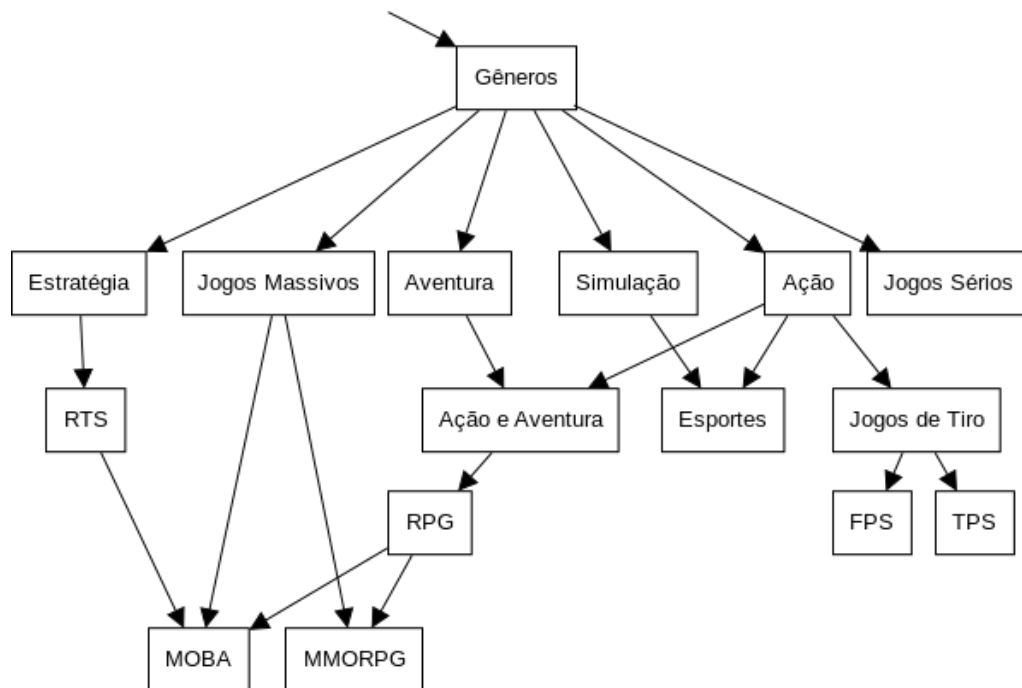 Gêneros
Estratégia
Jogos Massivos
Aventura
Simulação
Ação
Jogos Sérios
RTS
Ação e Aventura
Esportes
Jogos de Tiro
RPG
FPS
TPS
MOBA
MMORPG